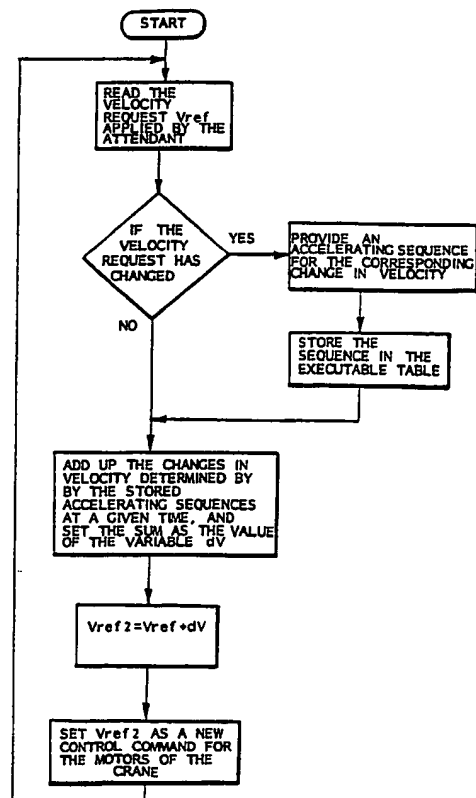 START
READ THE
VELOCITY
REQUEST Vref
APPLIED BY THE
ATTENDANT
IF THE
VELOCITY
REQUEST HAS
CHANGED
YES
PROVIDE AN
ACCELERATING SEQUENCE
FOR THE CORRESPONDING
CHANGE IN VELOCITY
NO
STORE THE
SEQUENCE IN THE
EXECUTABLE TABLE
ADD UP THE CHANGES IN
VELOCITY DETERMINED BY
BY THE STORED
ACCELERATING SEQUENCES
AT A GIVEN TIME, AND
SET THE SUM AS THE VALUE
OF THE VARIABLE dV
Vref2=Vref+dV
SET Vref2 AS A NEW
CONTROL COMMAND FOR
THE MOTORS OF THE
CRANE